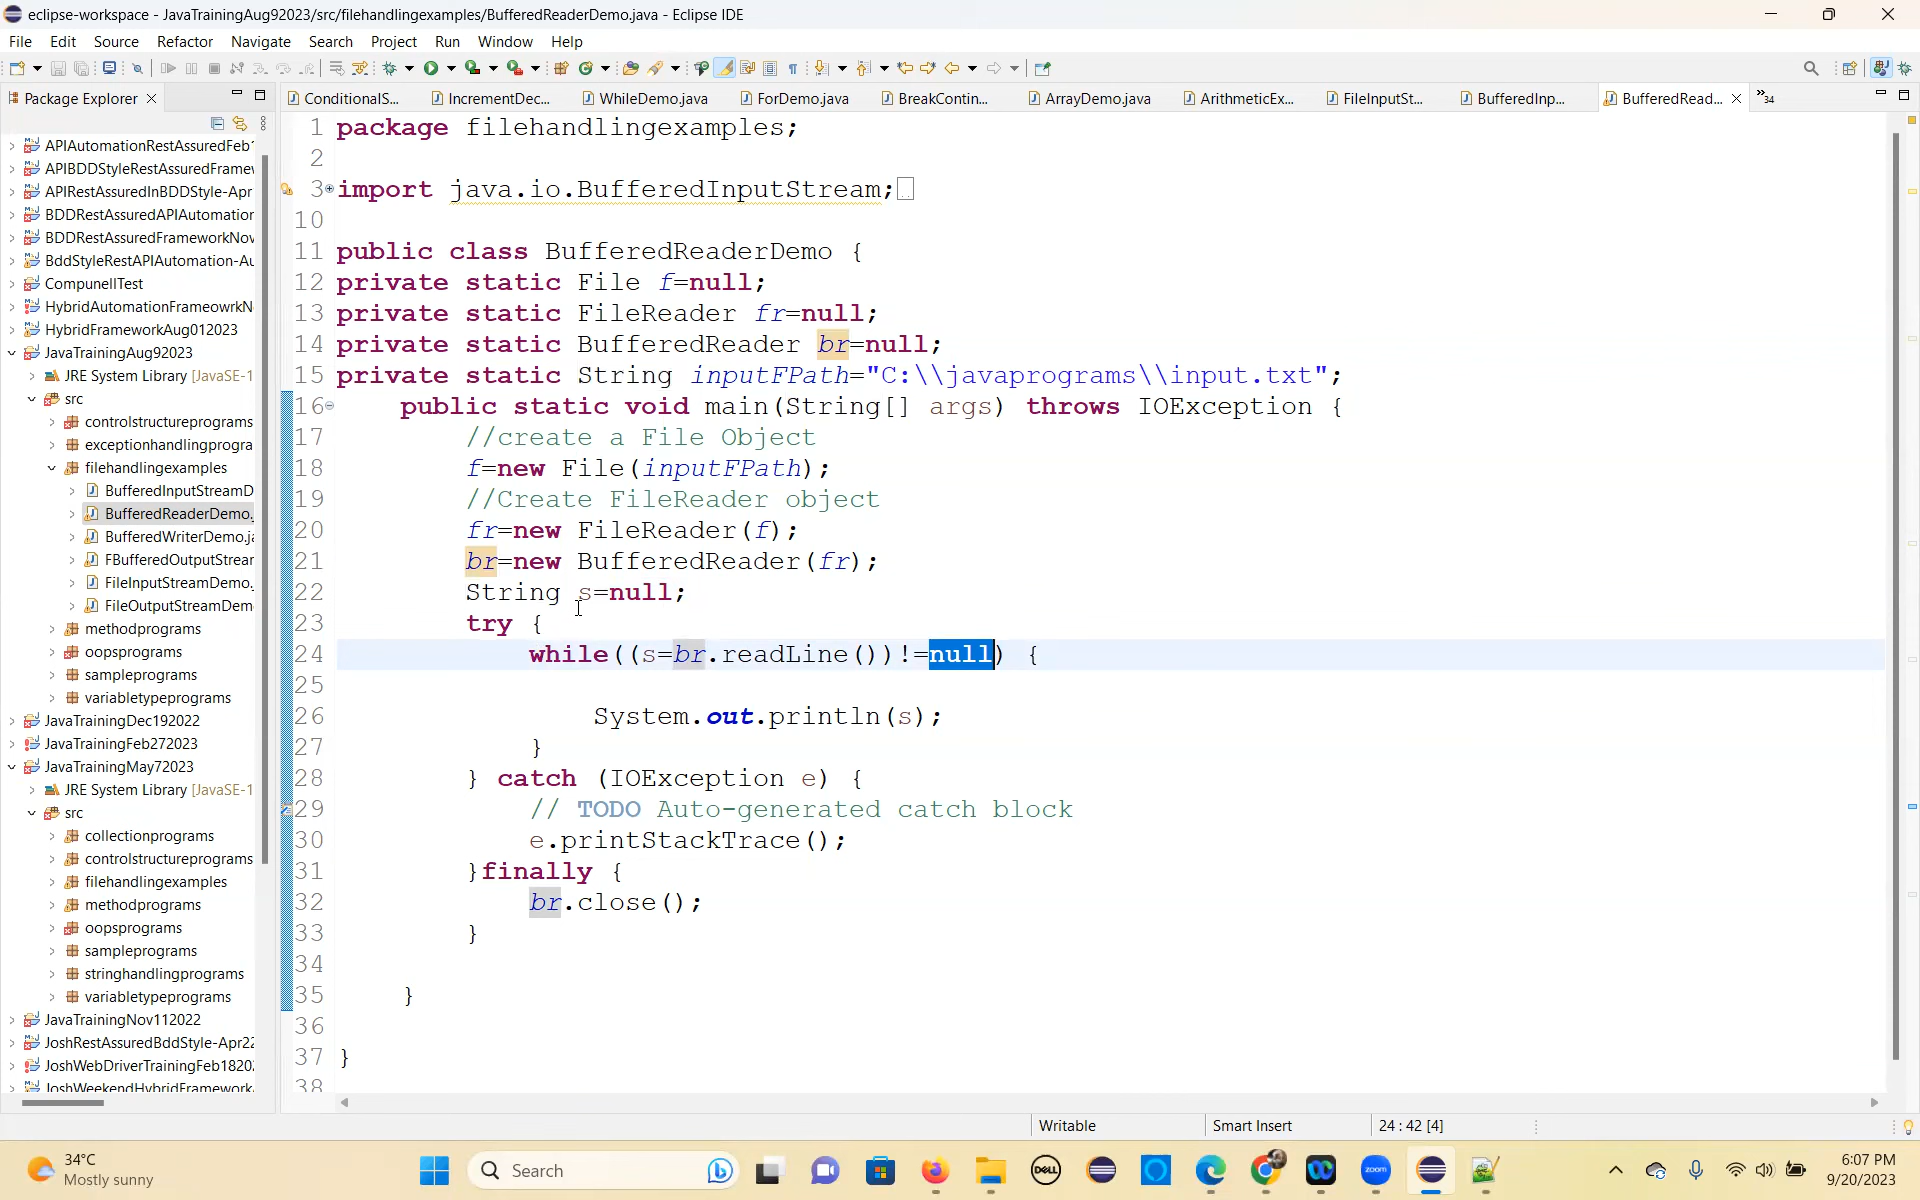 eclipse-workspace - JavaTrainingAug92023/src/filehandlingexamples/BufferedReaderDemo.java - Eclipse IDE
File Edit Source Refactor Navigate Search Project Run Window Help
Package Explorer
ConditionalS... IncrementDec... WhileDemo.java ForDemo.java BreakContin... ArrayDemo.java ArithmeticEx... FileInputSt... BufferedInp... BufferedRead... »34
APIAutomationRestAssuredFeb
APIBDDStyleRestAssuredFrame
APIRestAssuredInBDDStyle-Apr
BDDRestAssuredAPIAutomation
BDDRestAssuredFrameworkNov
BddStyleRestAPIAutomation-Au
CompunellTest
HybridAutomationFrameowrkN
HybridFrameworkAug012023
JavaTrainingAug92023
JRE System Library [JavaSE-1
src
controlstructureprograms
exceptionhandlingprogra
filehandlingexamples
BufferedInputStreamD
BufferedReaderDemo.
BufferedWriterDemo.ja
FBufferedOutputStrear
FileInputStreamDemo.
FileOutputStreamDem
methodprograms
oopsprograms
sampleprograms
variabletypeprograms
JavaTrainingDec192022
JavaTrainingFeb272023
JavaTrainingMay72023
JRE System Library [JavaSE-1
src
collectionprograms
controlstructureprograms
filehandlingexamples
methodprograms
oopsprograms
sampleprograms
stringhandlingprograms
variabletypeprograms
JavaTrainingNov112022
JoshRestAssuredBddStyle-Apr22
JoshWebDriverTrainingFeb1820
JoshWeekendHybridFramework
1 package filehandlingexamples;
2
3 import java.io.BufferedInputStream;
10
11 public class BufferedReaderDemo {
12 private static File f=null;
13 private static FileReader fr=null;
14 private static BufferedReader br=null;
15 private static String inputFPath="C:\\javaprograms\\input.txt";
16 public static void main(String[] args) throws IOException {
17 //create a File Object
18 f=new File(inputFPath);
19 //Create FileReader object
20 fr=new FileReader(f);
21 br=new BufferedReader(fr);
22 String s=null;
23 try {
24 while((s=br.readLine())!=null) {
25
26 System.out.println(s);
27 }
28 } catch (IOException e) {
29 // TODO Auto-generated catch block
30 e.printStackTrace();
31 }finally {
32 br.close();
33 }
34
35 }
36
37 }
38
Writable Smart Insert 24 : 42 [4]
34°C
Mostly sunny
Search
DELL
zoom
6:07 PM
9/20/2023